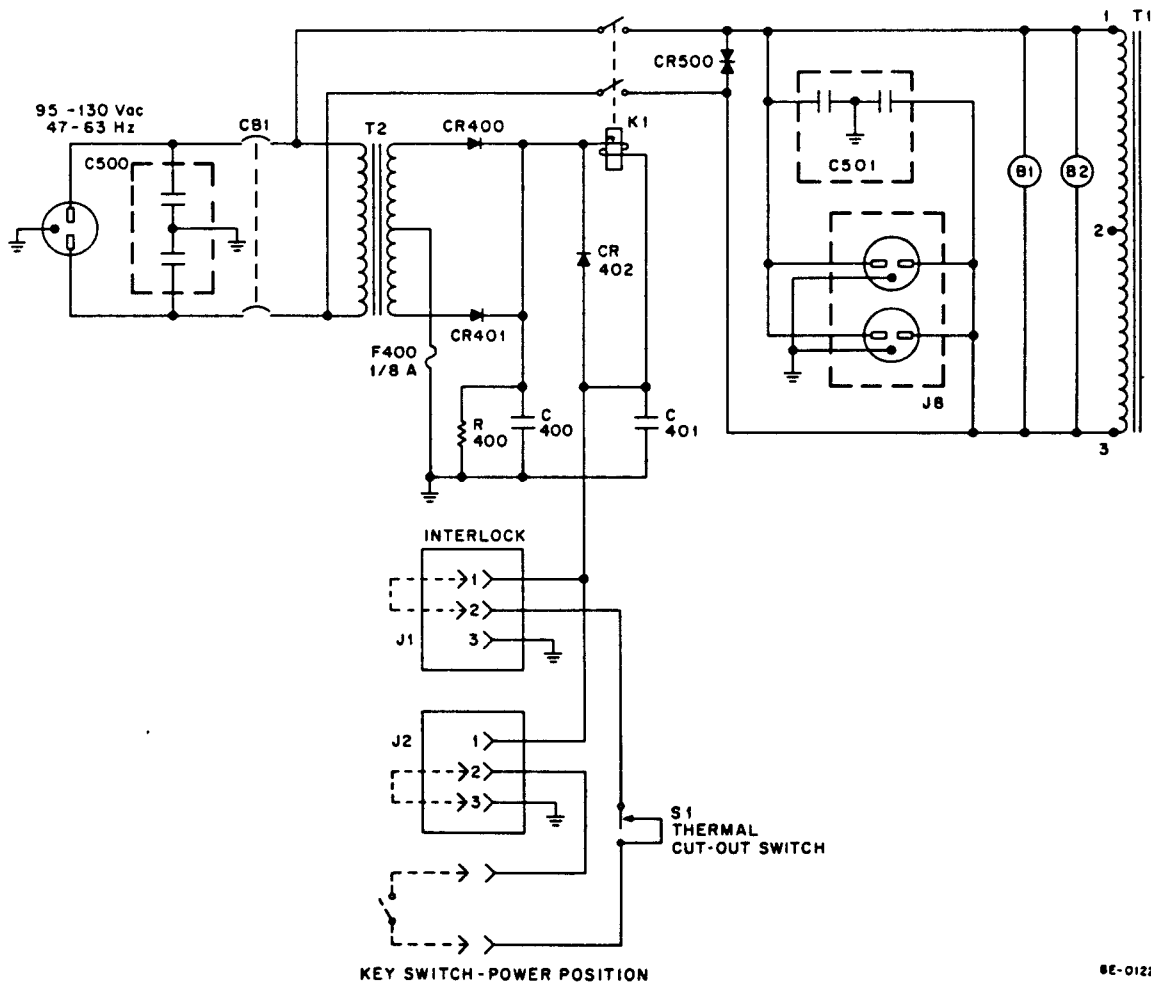 95 -130 Vac
47-63 Hz
CB1
C500
T2
CR400
CR401
F400
1/8 A
R
400
C
400
CR
402
C
401
K1
CR500
C501
J8
B1
B2
1
T1
2
3
INTERLOCK
1
2
3
J1
J2
1
2
3
S1
THERMAL
CUT-OUT SWITCH
KEY SWITCH-POWER POSITION
8E-0122